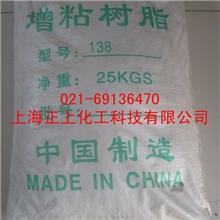 增粘树脂
型号：138
净重：25KGS
021-69136470
上海正上化工科技有限公司
中国制造
MADE IN CHINA